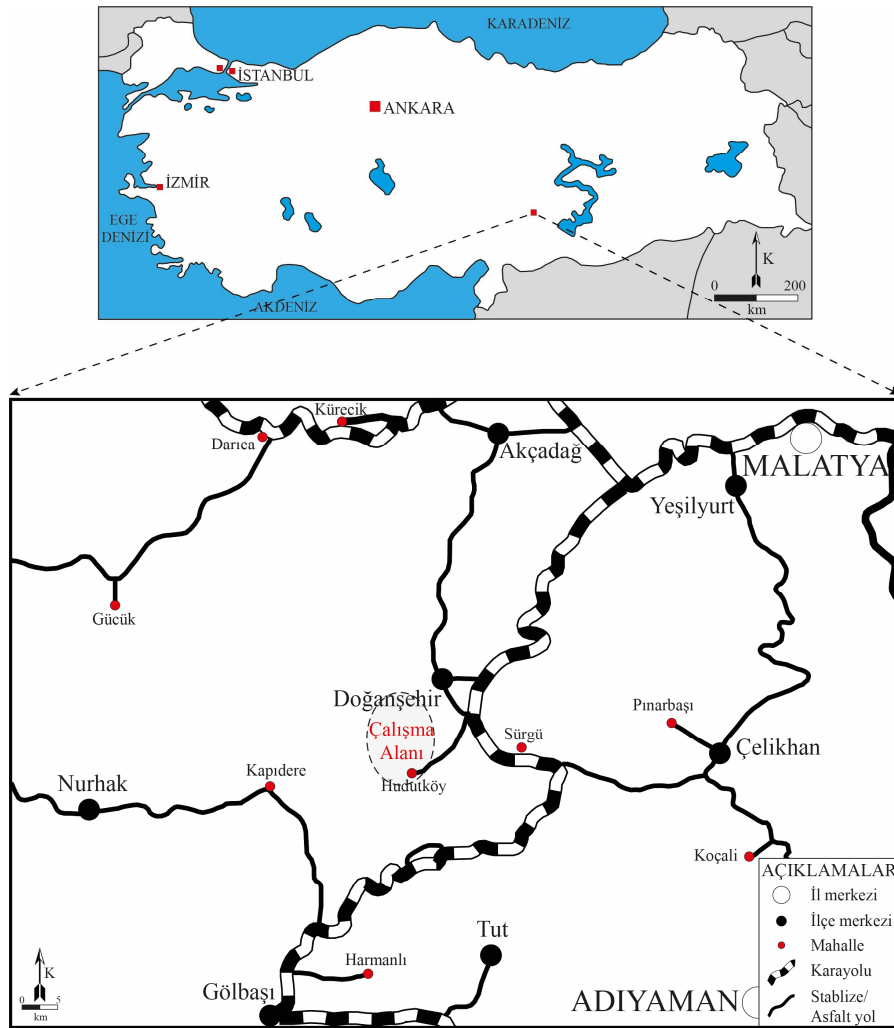 KARADENİZ
İSTANBUL
ANKARA
İZMİR
EGE
DENİZİ
AKDENİZ
K
0 200
km
Kürecik
Darıca
Akçadağ
MALATYA
Yeşilyurt
Gücük
Doğanşehir
Pınarbaşı
Çalışma
Alanı
Sürgü
Çelikhan
Hudutköy
Kapıdere
Nurhak
Koçali
Tut
Harmanlı
Gölbaşı
ADIYAMAN
K
0 5
km
AÇIKLAMALAR
İl merkezi
İlçe merkezi
Mahalle
Karayolu
Stablize/
Asfalt yol